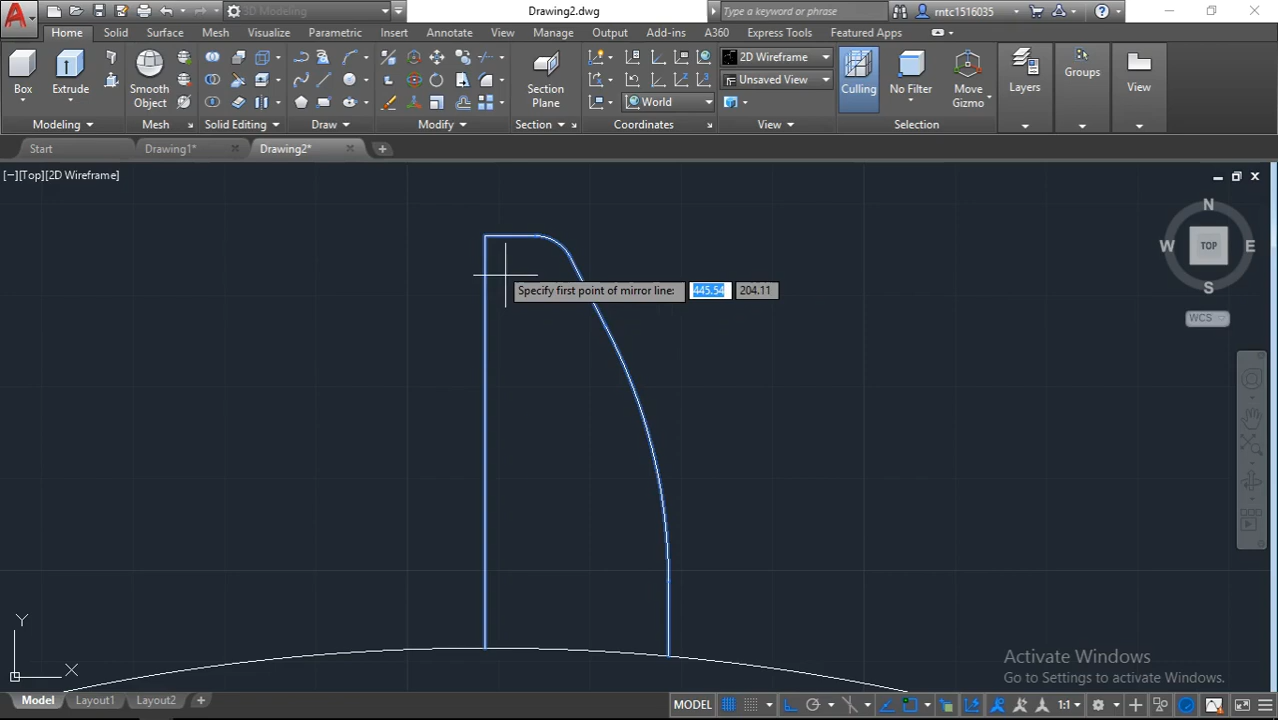 3D Modeling
Drawing2.dwg
Type a keyword or phrase
rntc1516035
Home Solid Surface Mesh Visualize Parametric Insert Annotate View Manage Output Add-ins A360 Express Tools Featured Apps
Box
Extrude
Smooth
Object
Section
Plane
2D Wireframe
Unsaved View
World
Culling
No Filter
Move
Gizmo
Layers
Groups
View
Modeling Mesh Solid Editing Draw Modify Section Coordinates View Selection
Start Drawing1* Drawing2*
[−][Top][2D Wireframe]
N
W TOP E
S
WCS
Specify first point of mirror line: 445.54 204.11
Y
X
Activate Windows
Go to Settings to activate Windows.
Model Layout1 Layout2
MODEL 1:1